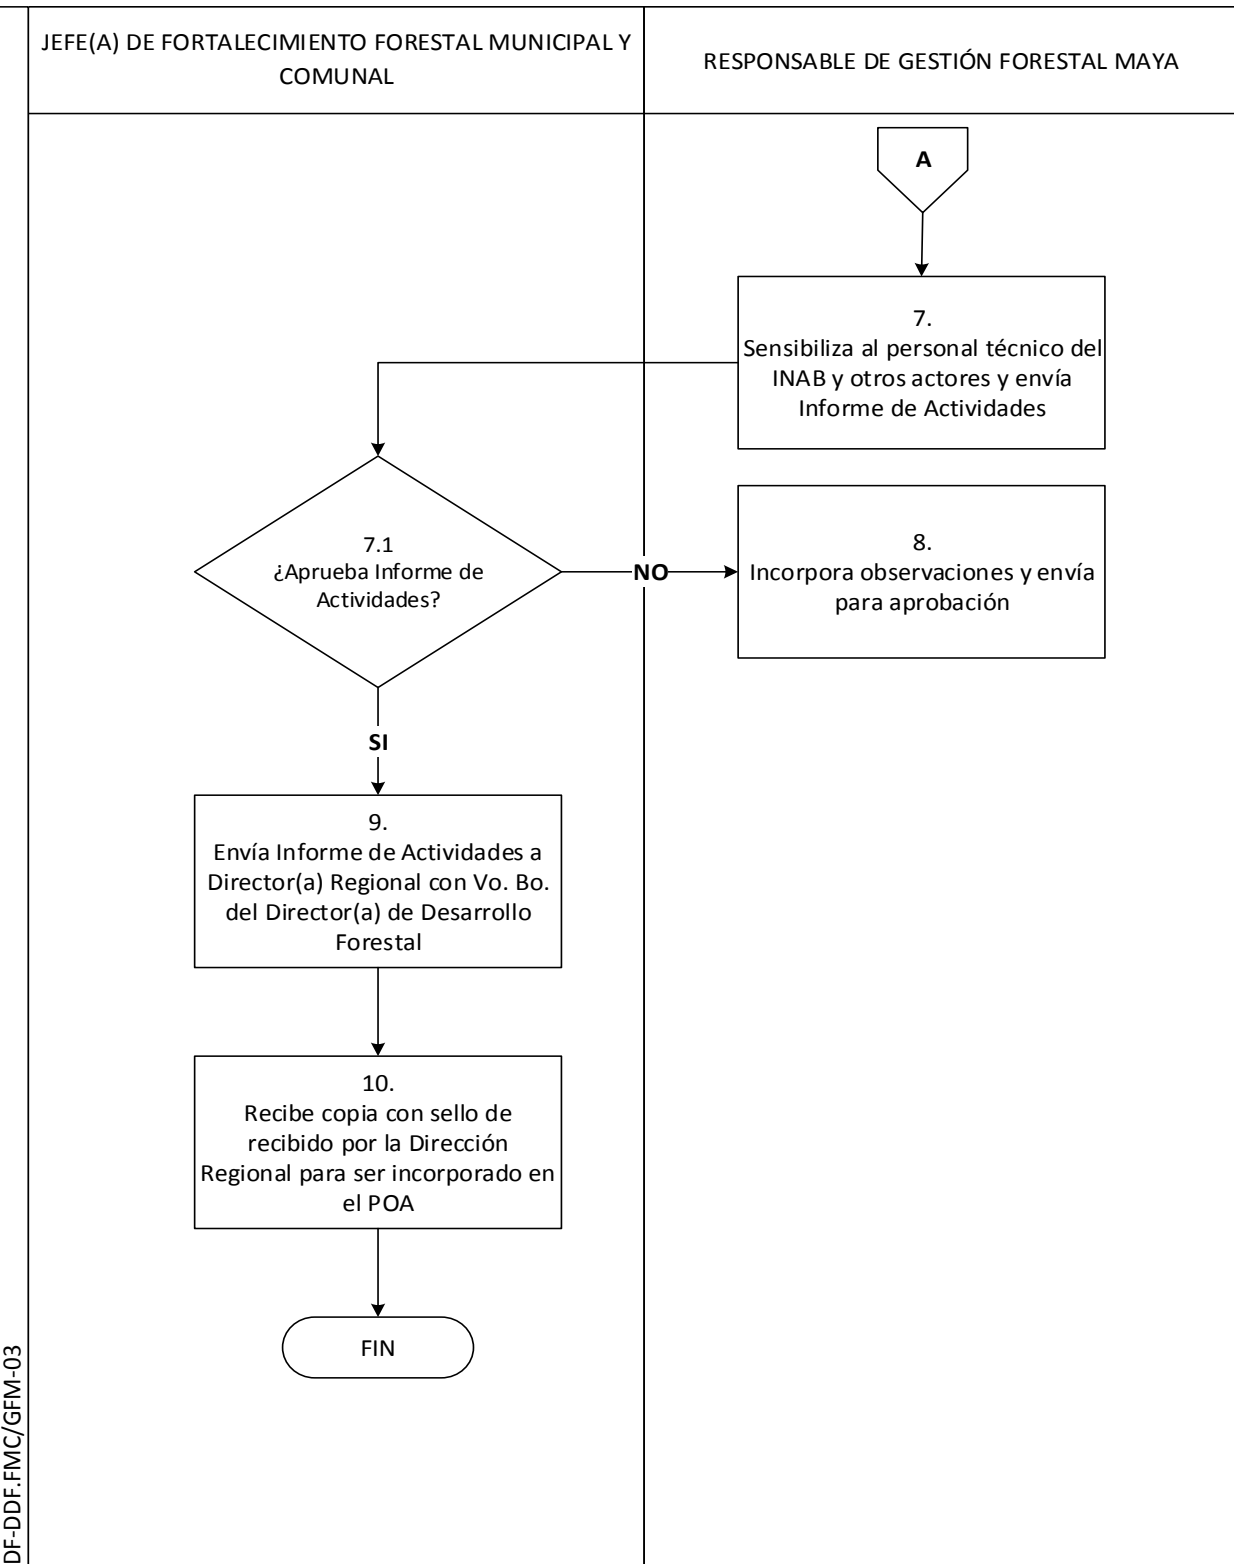 JEFE(A) DE FORTALECIMIENTO FORESTAL MUNICIPAL Y
COMUNAL
RESPONSABLE DE GESTIÓN FORESTAL MAYA
A
7.
Sensibiliza al personal técnico del
INAB y otros actores y envía
Informe de Actividades
7.1
¿Aprueba Informe de
Actividades?
NO
8.
Incorpora observaciones y envía
para aprobación
SI
9.
Envía Informe de Actividades a
Director(a) Regional con Vo. Bo.
del Director(a) de Desarrollo
Forestal
10.
Recibe copia con sello de
recibido por la Dirección
Regional para ser incorporado en
el POA
FIN
DF-DDF.FMC/GFM-03